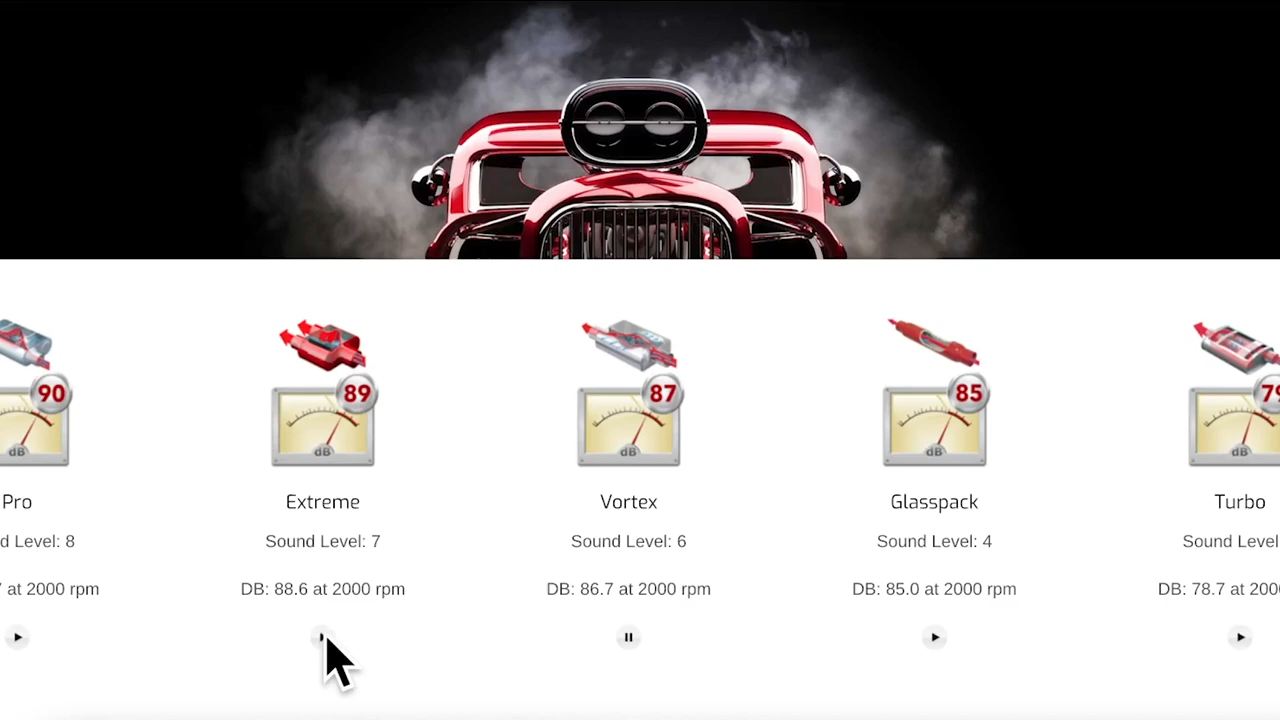 90
89
87
85
79
dB
dB
dB
dB
dB
Pro
Extreme
Vortex
Glasspack
Turbo
d Level: 8
Sound Level: 7
Sound Level: 6
Sound Level: 4
Sound Level
at 2000 rpm
DB: 88.6 at 2000 rpm
DB: 86.7 at 2000 rpm
DB: 85.0 at 2000 rpm
DB: 78.7 at 200